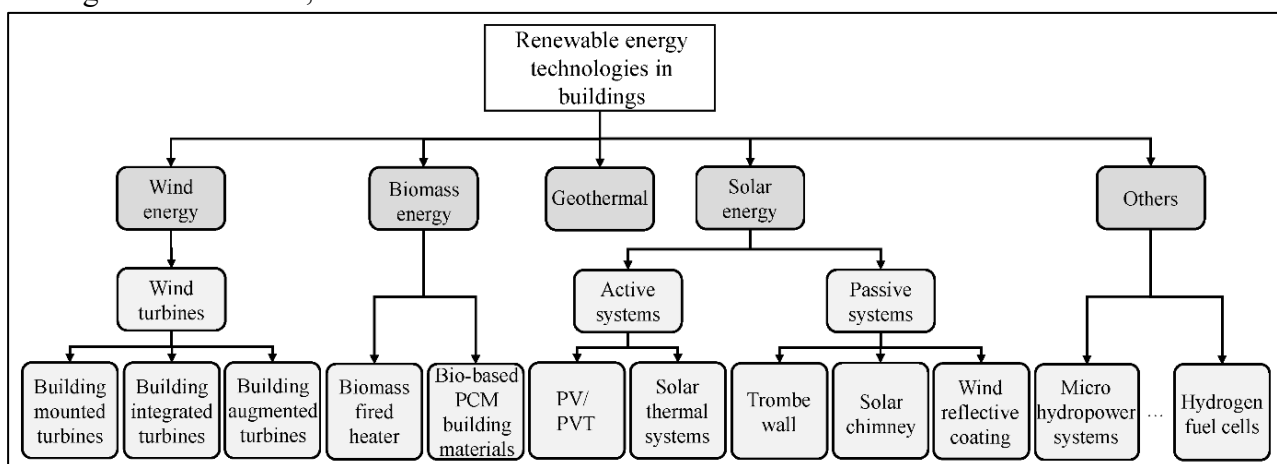 Renewable energy
technologies in
buildings
Wind
energy
Biomass
energy
Geothermal
Solar
energy
Others
Wind
turbines
Active
systems
Passive
systems
Building
mounted
turbines
Building
integrated
turbines
Building
augmented
turbines
Biomass
fired
heater
Bio-based
PCM
building
materials
PV/
PVT
Solar
thermal
systems
Trombe
wall
Solar
chimney
Wind
reflective
coating
Micro
hydropower
systems
...
Hydrogen
fuel cells